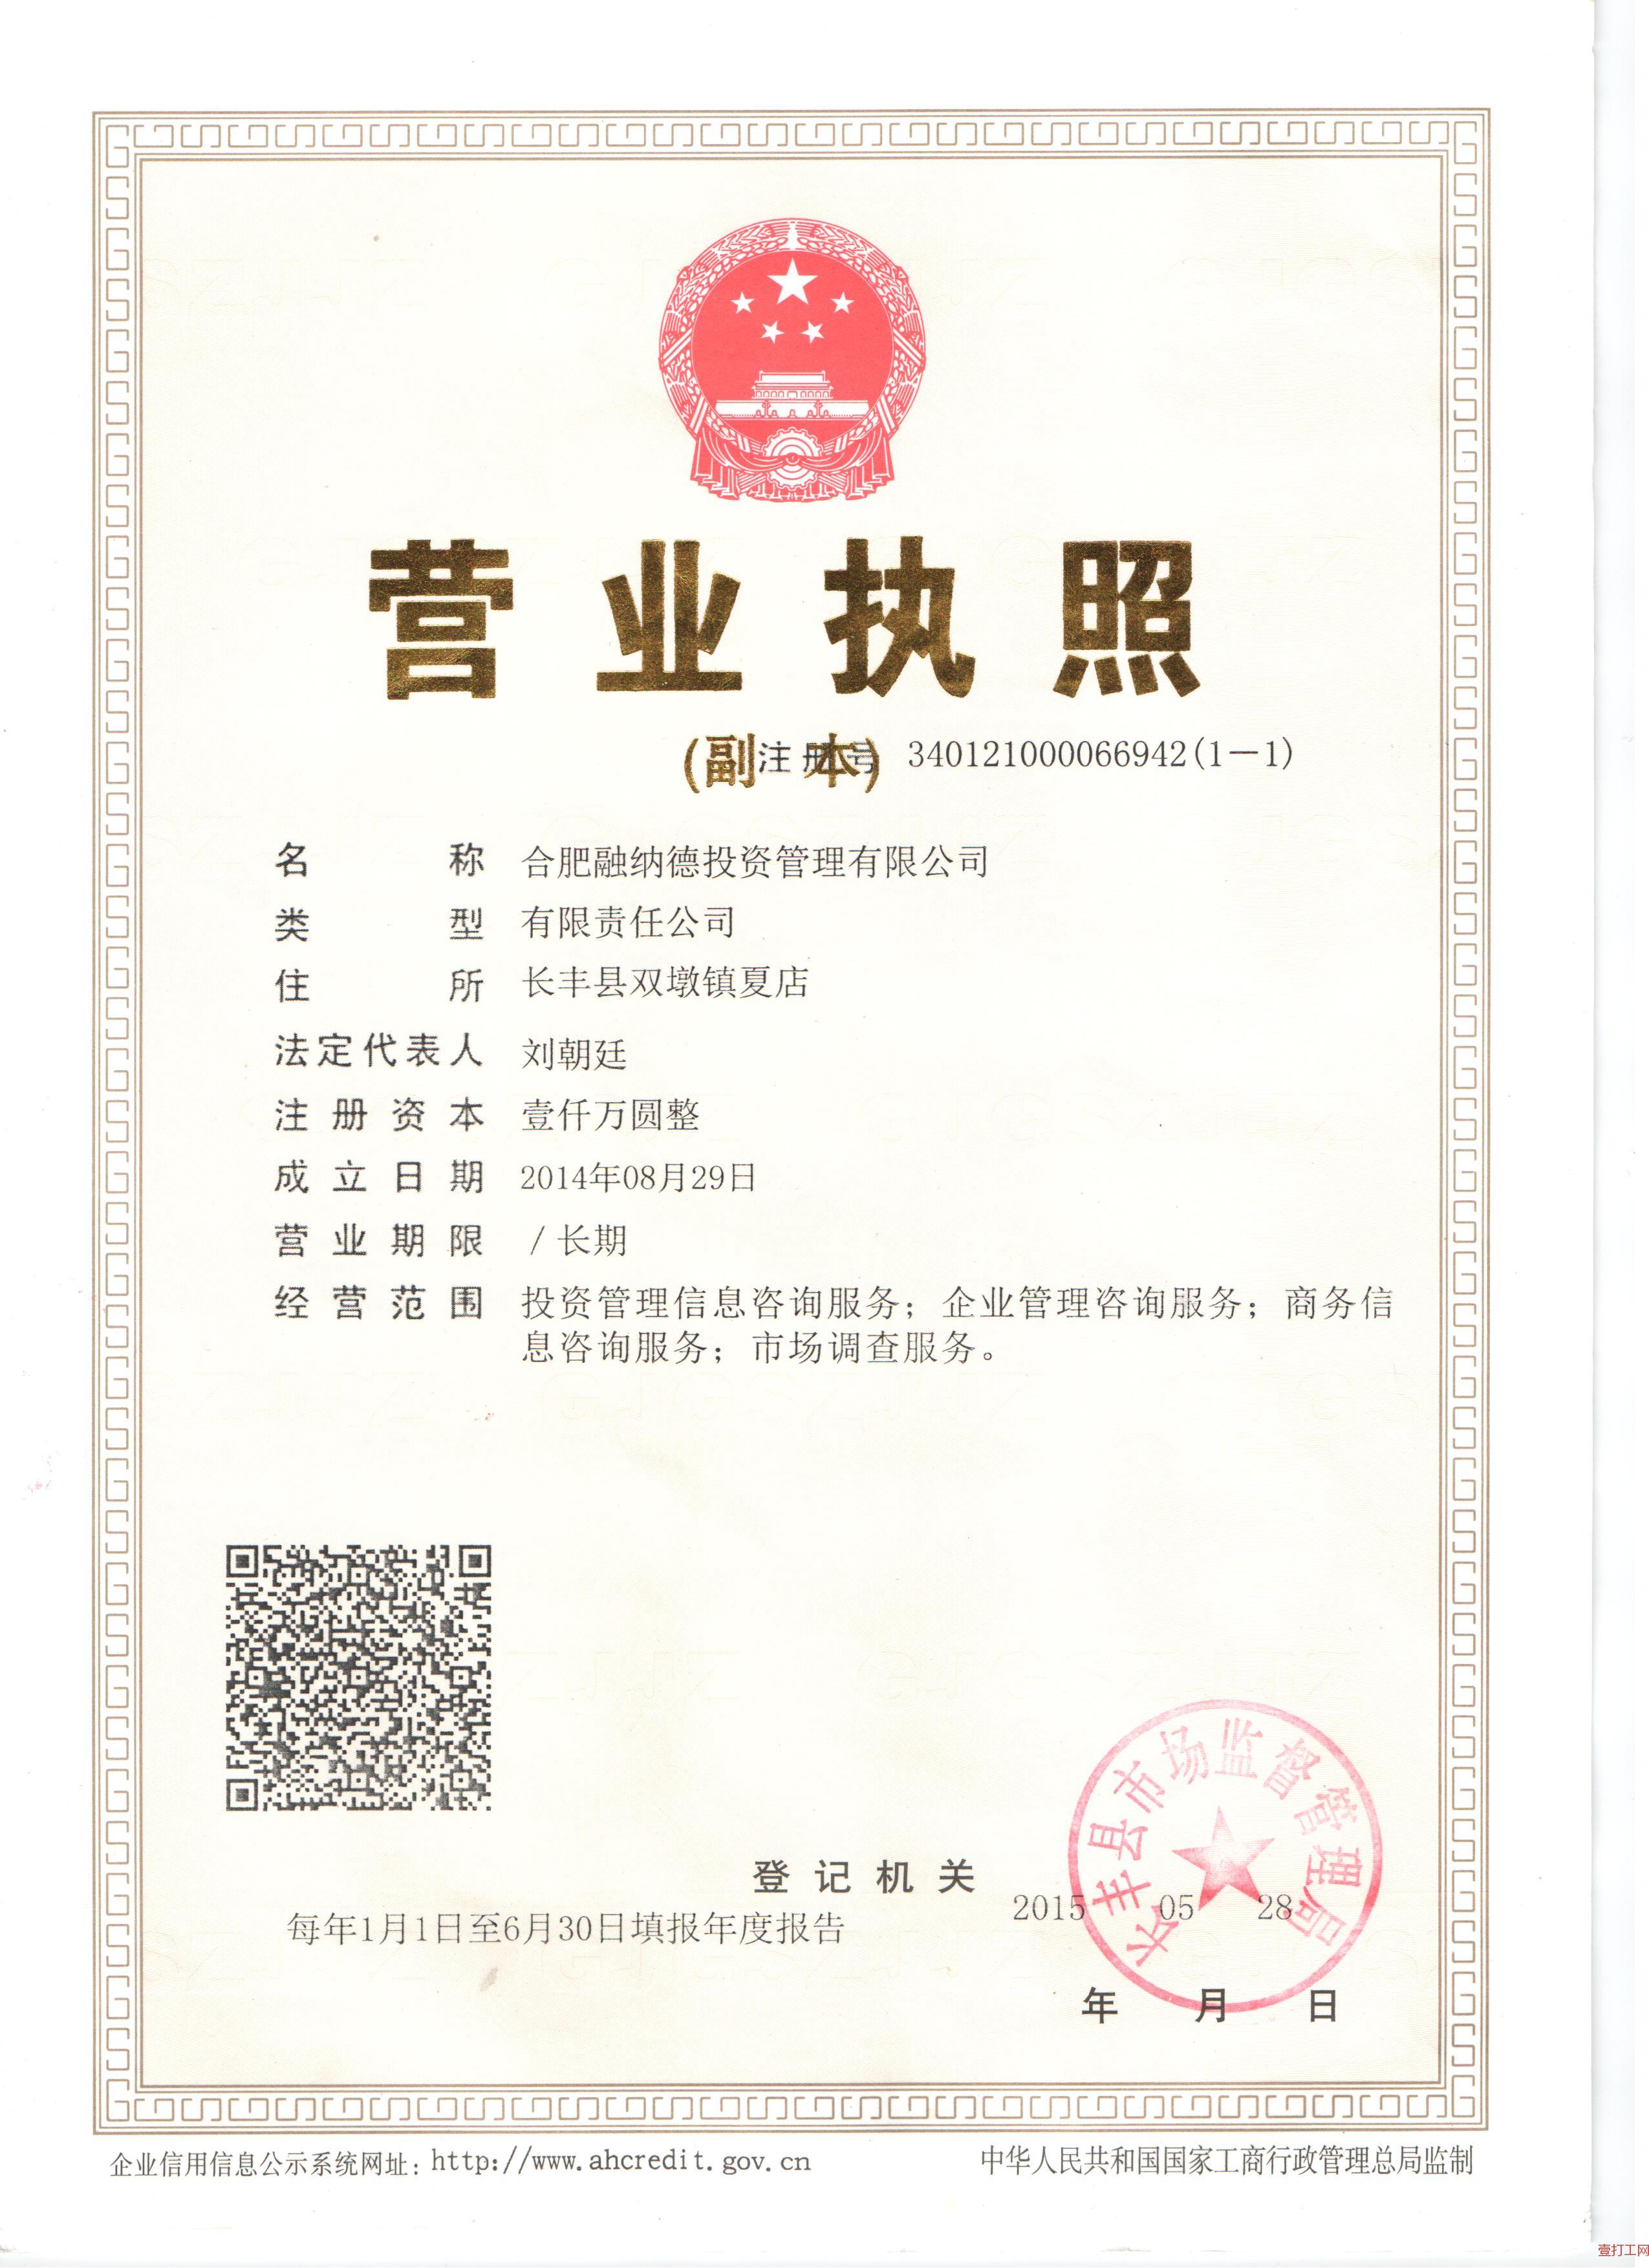 营业执照
(副本)
注册号 340121000066942(1-1)
名称 合肥融纳德投资管理有限公司
类型 有限责任公司
住所 长丰县双墩镇夏店
法定代表人 刘朝廷
注册资本 壹仟万圆整
成立日期 2014年08月29日
营业期限 /长期
经营范围 投资管理信息咨询服务；企业管理咨询服务；商务信
息咨询服务；市场调查服务。
长丰县市场监督管理局
登记机关
2015 05 28
每年1月1日至6月30日填报年度报告
年 月 日
企业信用信息公示系统网址：http://www.ahcredit.gov.cn
中华人民共和国国家工商行政管理总局监制
壹打工网